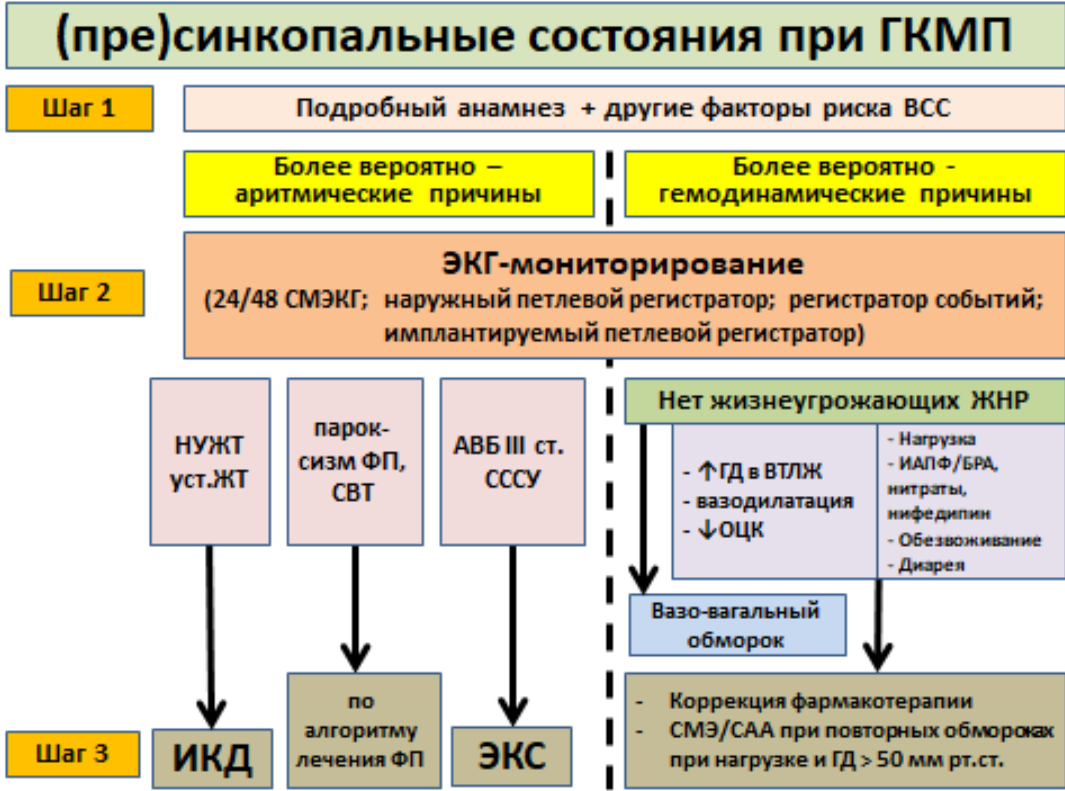 (пре)синкопальные состояния при ГКМП
Шаг 1
Подробный анамнез + другие факторы риска ВСС
Более вероятно –
аритмические причины
Более вероятно -
гемодинамические причины
Шаг 2
ЭКГ-мониторирование
(24/48 СМЭКГ; наружный петлевой регистратор; регистратор событий;
имплантируемый петлевой регистратор)
НУЖТ
уст.ЖТ
парок-
сизм ФП,
СВТ
АВБ III ст.
СССУ
Нет жизнеугрожающих ЖНР
- ↑ГД в ВТЛЖ
- вазодилатация
- ↓ОЦК
- Нагрузка
- ИАПФ/БРА,
нитраты,
нифедипин
- Обезвоживание
- Диарея
Вазо-вагальный
обморок
Шаг 3
ИКД
по
алгоритму
лечения ФП
ЭКС
- Коррекция фармакотерапии
- СМЭ/САА при повторных обмороках
при нагрузке и ГД > 50 мм рт.ст.